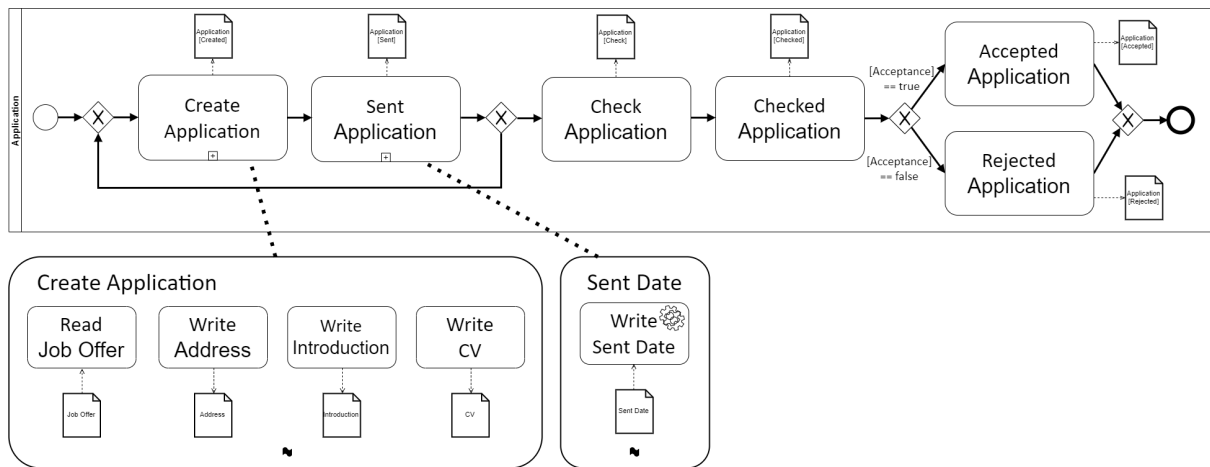 Application
Application
[Created]
Application
[Sent]
Application
[Check]
Application
[Checked]
Application
[Accepted]
Create
Application
Sent
Application
Check
Application
Checked
Application
[Acceptance]
== true
[Acceptance]
== false
Accepted
Application
Rejected
Application
Application
[Rejected]
X
X
X
X
Create Application
Read
Job Offer
Write
Address
Write
Introduction
Write
CV
Job Offer
Address
Introduction
CV
Sent Date
Write
Sent Date
Sent Date